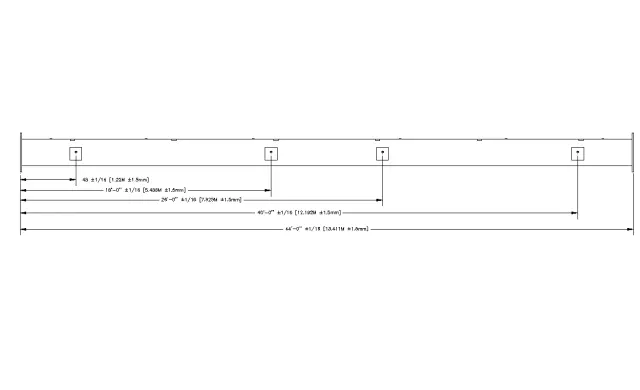 48 ±1/16 [1.22M ±1.5mm]
18'-0" ±1/16 [5.486M ±1.5mm]
26'-0" ±1/16 [7.925M ±1.5mm]
40'-0" ±1/16 [12.192M ±1.5mm]
44'-0" ±1/16 [13.411M ±1.5mm]